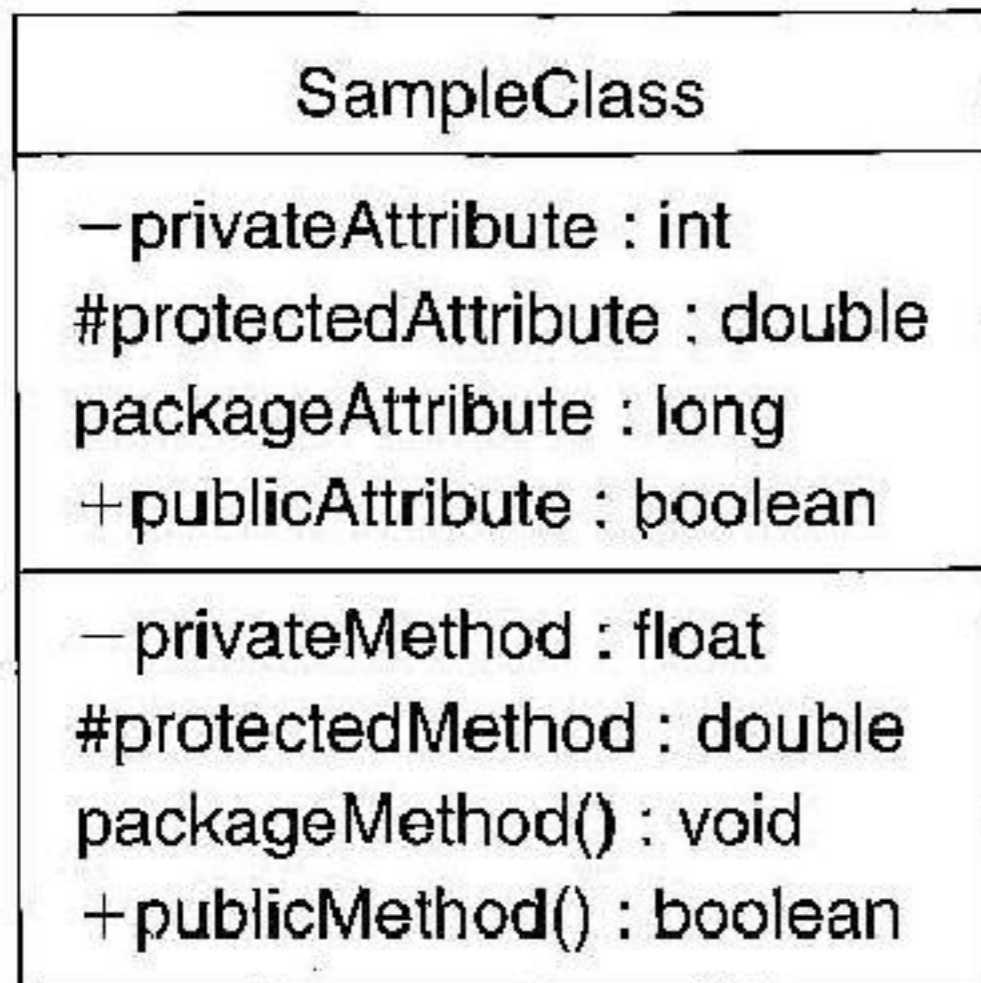 SampleClass
−privateAttribute : int
#protectedAttribute : double
packageAttribute : long
+publicAttribute : boolean
−privateMethod : float
#protectedMethod : double
packageMethod() : void
+publicMethod() : boolean